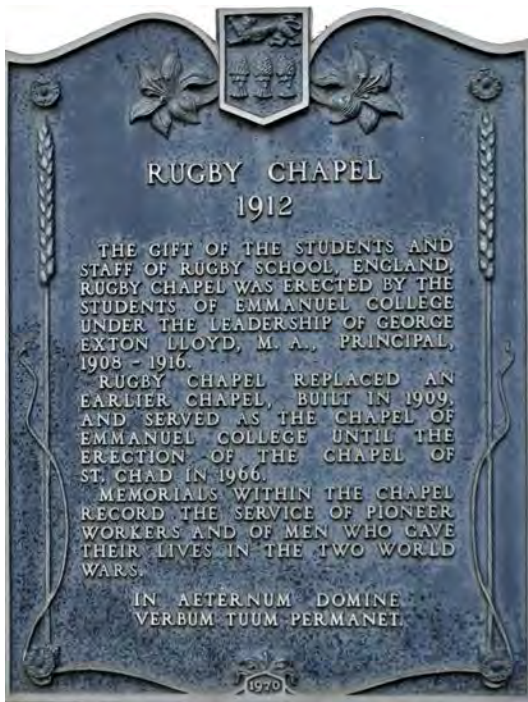 RUGBY CHAPEL
1912
THE GIFT OF THE STUDENTS AND
STAFF OF RUGBY SCHOOL, ENGLAND,
RUGBY CHAPEL WAS ERECTED BY THE
STUDENTS OF EMMANUEL COLLEGE
UNDER THE LEADERSHIP OF GEORGE
EXTON LLOYD, M. A., PRINCIPAL,
1908 - 1916.
RUGBY CHAPEL REPLACED AN
EARLIER CHAPEL, BUILT IN 1909,
AND SERVED AS THE CHAPEL OF
EMMANUEL COLLEGE UNTIL THE
ERECTION OF THE CHAPEL OF
ST. CHAD IN 1966.
MEMORIALS WITHIN THE CHAPEL
RECORD THE SERVICE OF PIONEER
WORKERS AND OF MEN WHO GAVE
THEIR LIVES IN THE TWO WORLD
WARS.
IN AETERNUM DOMINE
VERBUM TUUM PERMANET.
1970